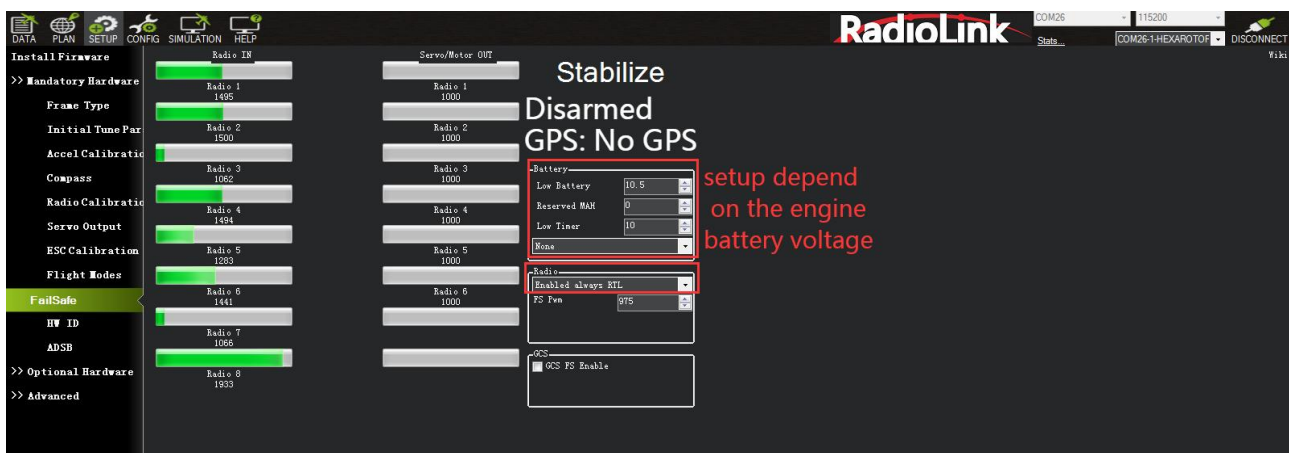 DATA PLAN SETUP CONFIG SIMULATION HELP
RadioLink
COM26 115200
Stats... COM26-1-HEXAROTOR DISCONNECT
Install Firmware
>> Mandatory Hardware
Frame Type
Initial Tune Par
Accel Calibratic
Compass
Radio Calibratic
Servo Output
ESC Calibration
Flight Modes
FailSafe
HW ID
ADSB
>> Optional Hardware
>> Advanced
Radio IN
Radio 1
1495
Radio 2
1500
Radio 3
1062
Radio 4
1494
Radio 5
1283
Radio 6
1441
Radio 7
1066
Radio 8
1933
Servo/Motor OUT
Radio 1
1000
Radio 2
1000
Radio 3
1000
Radio 4
1000
Radio 5
1000
Radio 6
1000
Stabilize
Disarmed
GPS: No GPS
Battery
Low Battery 10.5
Reserved MAH 0
Low Timer 10
None
Radio
Enabled always RTL
FS Pwm 975
GCS
GCS FS Enable
setup depend
on the engine
battery voltage
Wiki